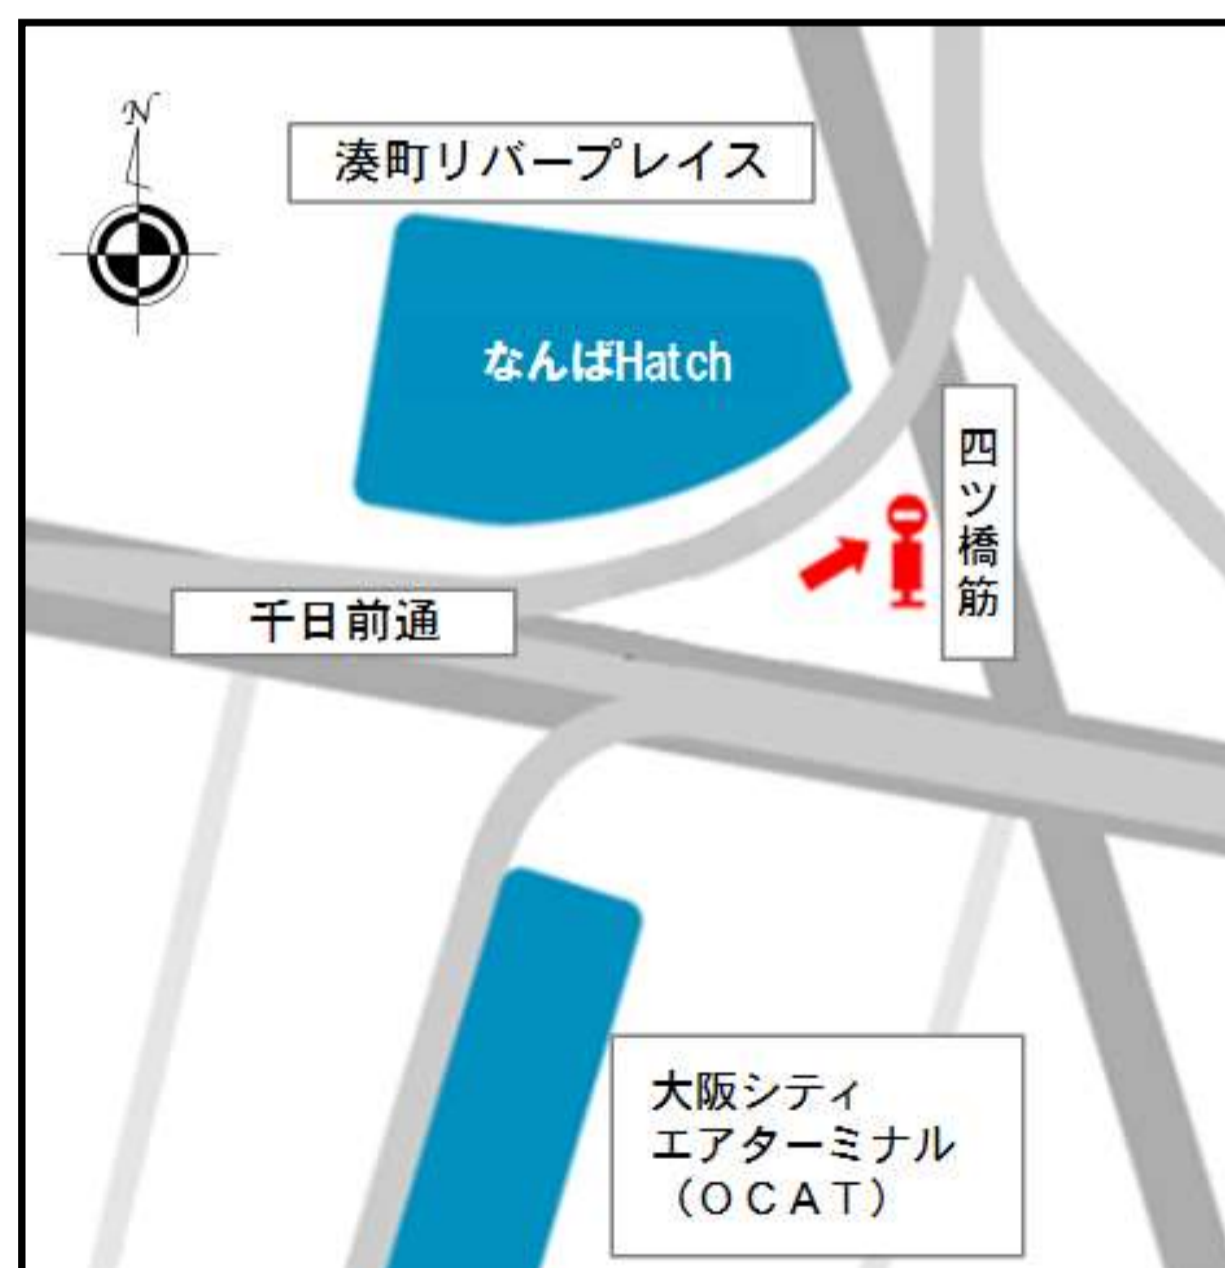 N
湊町リバープレイス
なんばHatch
四ツ橋筋
千日前通
大阪シティ
エアターミナル
（ＯＣＡＴ）